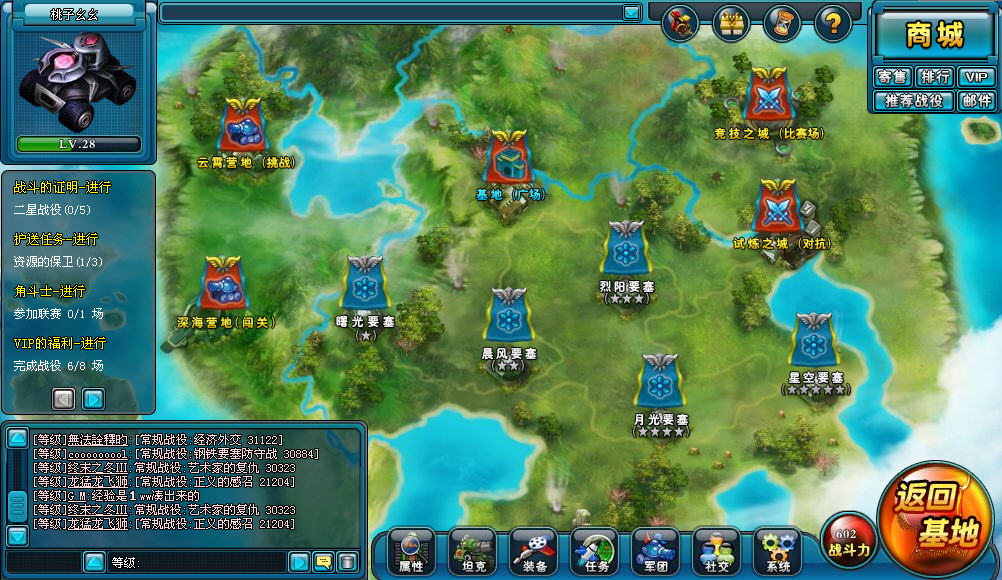 桃子幺幺
LV.28
战斗的证明-进行
二星战役(0/5)
护送任务-进行
资源的保卫(1/3)
角斗士-进行
参加联赛 0/1 场
VIP的福利-进行
完成战役 6/8 场
?
商城
寄售
排行
VIP
推荐战役
邮件
云霄营地 (挑战)
基地 (广场)
竞技之城 (比赛场)
试炼之城 (对抗)
深海营地(闯关)
曙光要塞
(★)
晨风要塞
(★★)
烈阳要塞
(★★★)
月光要塞
(★★★★)
星空要塞
(★★★★★)
[等级]無法詮釋旳:[常规战役:经济外交 31122]
[等级]cooooooool:[常规战役:钢铁要塞防守战 30884]
[等级]终末之冬III:常规战役:艺术家的复仇 30323
[等级]龙猛龙飞狮:[常规战役:正义的感召 21204]
[等级]G_M:经验是1 ww凑出来的
[等级]终末之冬III:常规战役:艺术家的复仇 30323
[等级]龙猛龙飞狮:[常规战役:正义的感召 21204]
等级:
属性
坦克
装备
任务
军团
社交
系统
602
战斗力
返回
基地